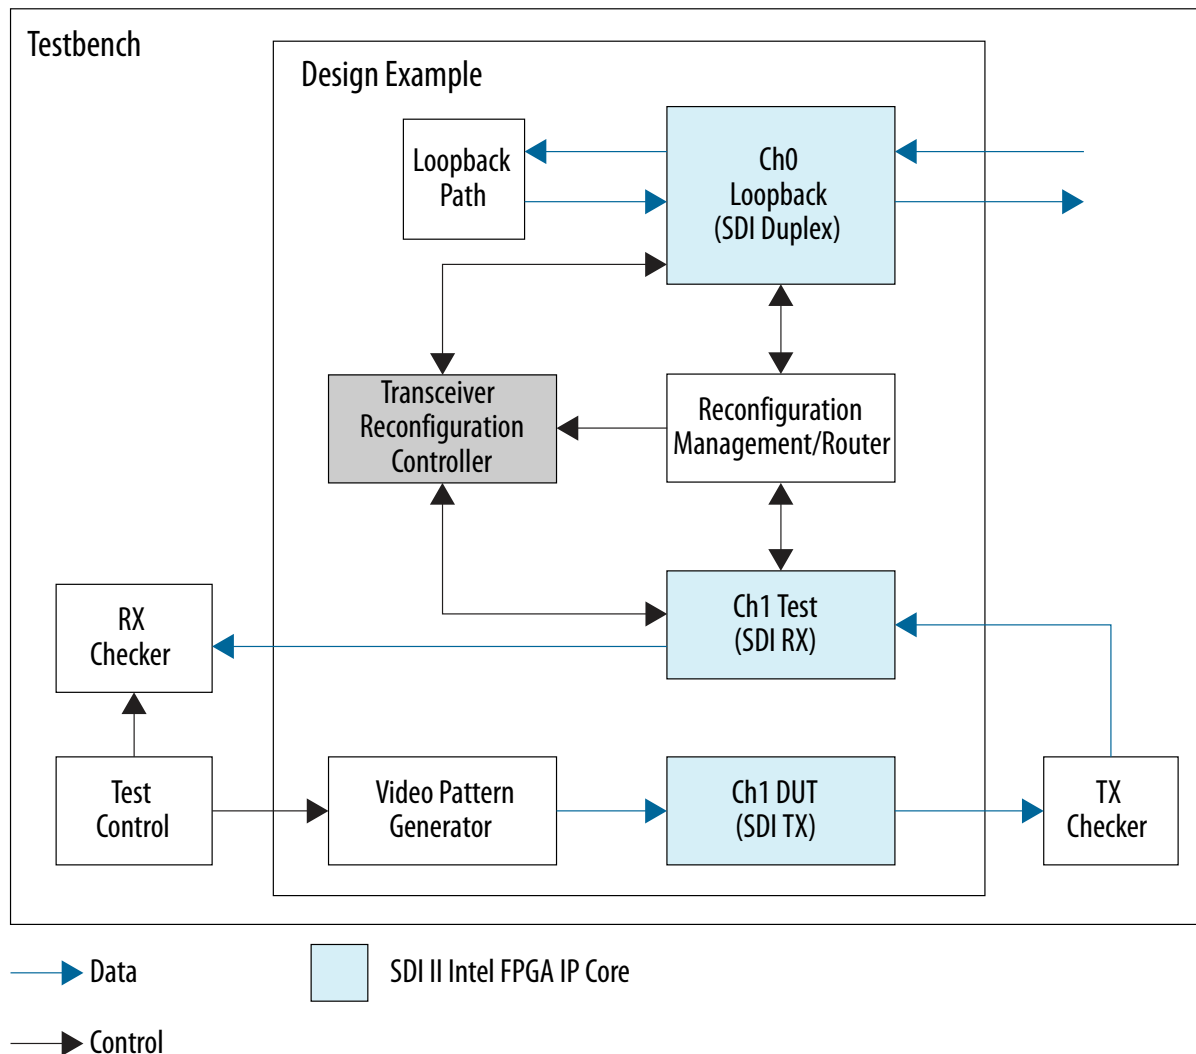 Testbench
Design Example
Loopback
Path
Ch0
Loopback
(SDI Duplex)
Transceiver
Reconfiguration
Controller
Reconfiguration
Management/Router
RX
Checker
Ch1 Test
(SDI RX)
Test
Control
Video Pattern
Generator
Ch1 DUT
(SDI TX)
TX
Checker
Data
SDI II Intel FPGA IP Core
Control